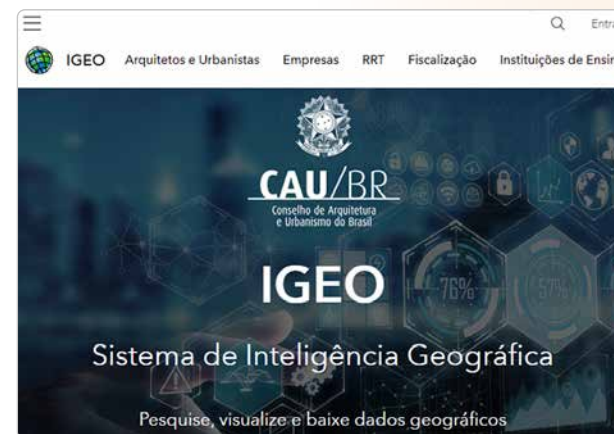 Entra
IGEO Arquitetos e Urbanistas Empresas RRT Fiscalização Instituições de Ensin
CAU/BR
Conselho de Arquitetura
e Urbanismo do Brasil
IGEO
76% 57%
Sistema de Inteligência Geográfica
Pesquise, visualize e baixe dados geográficos